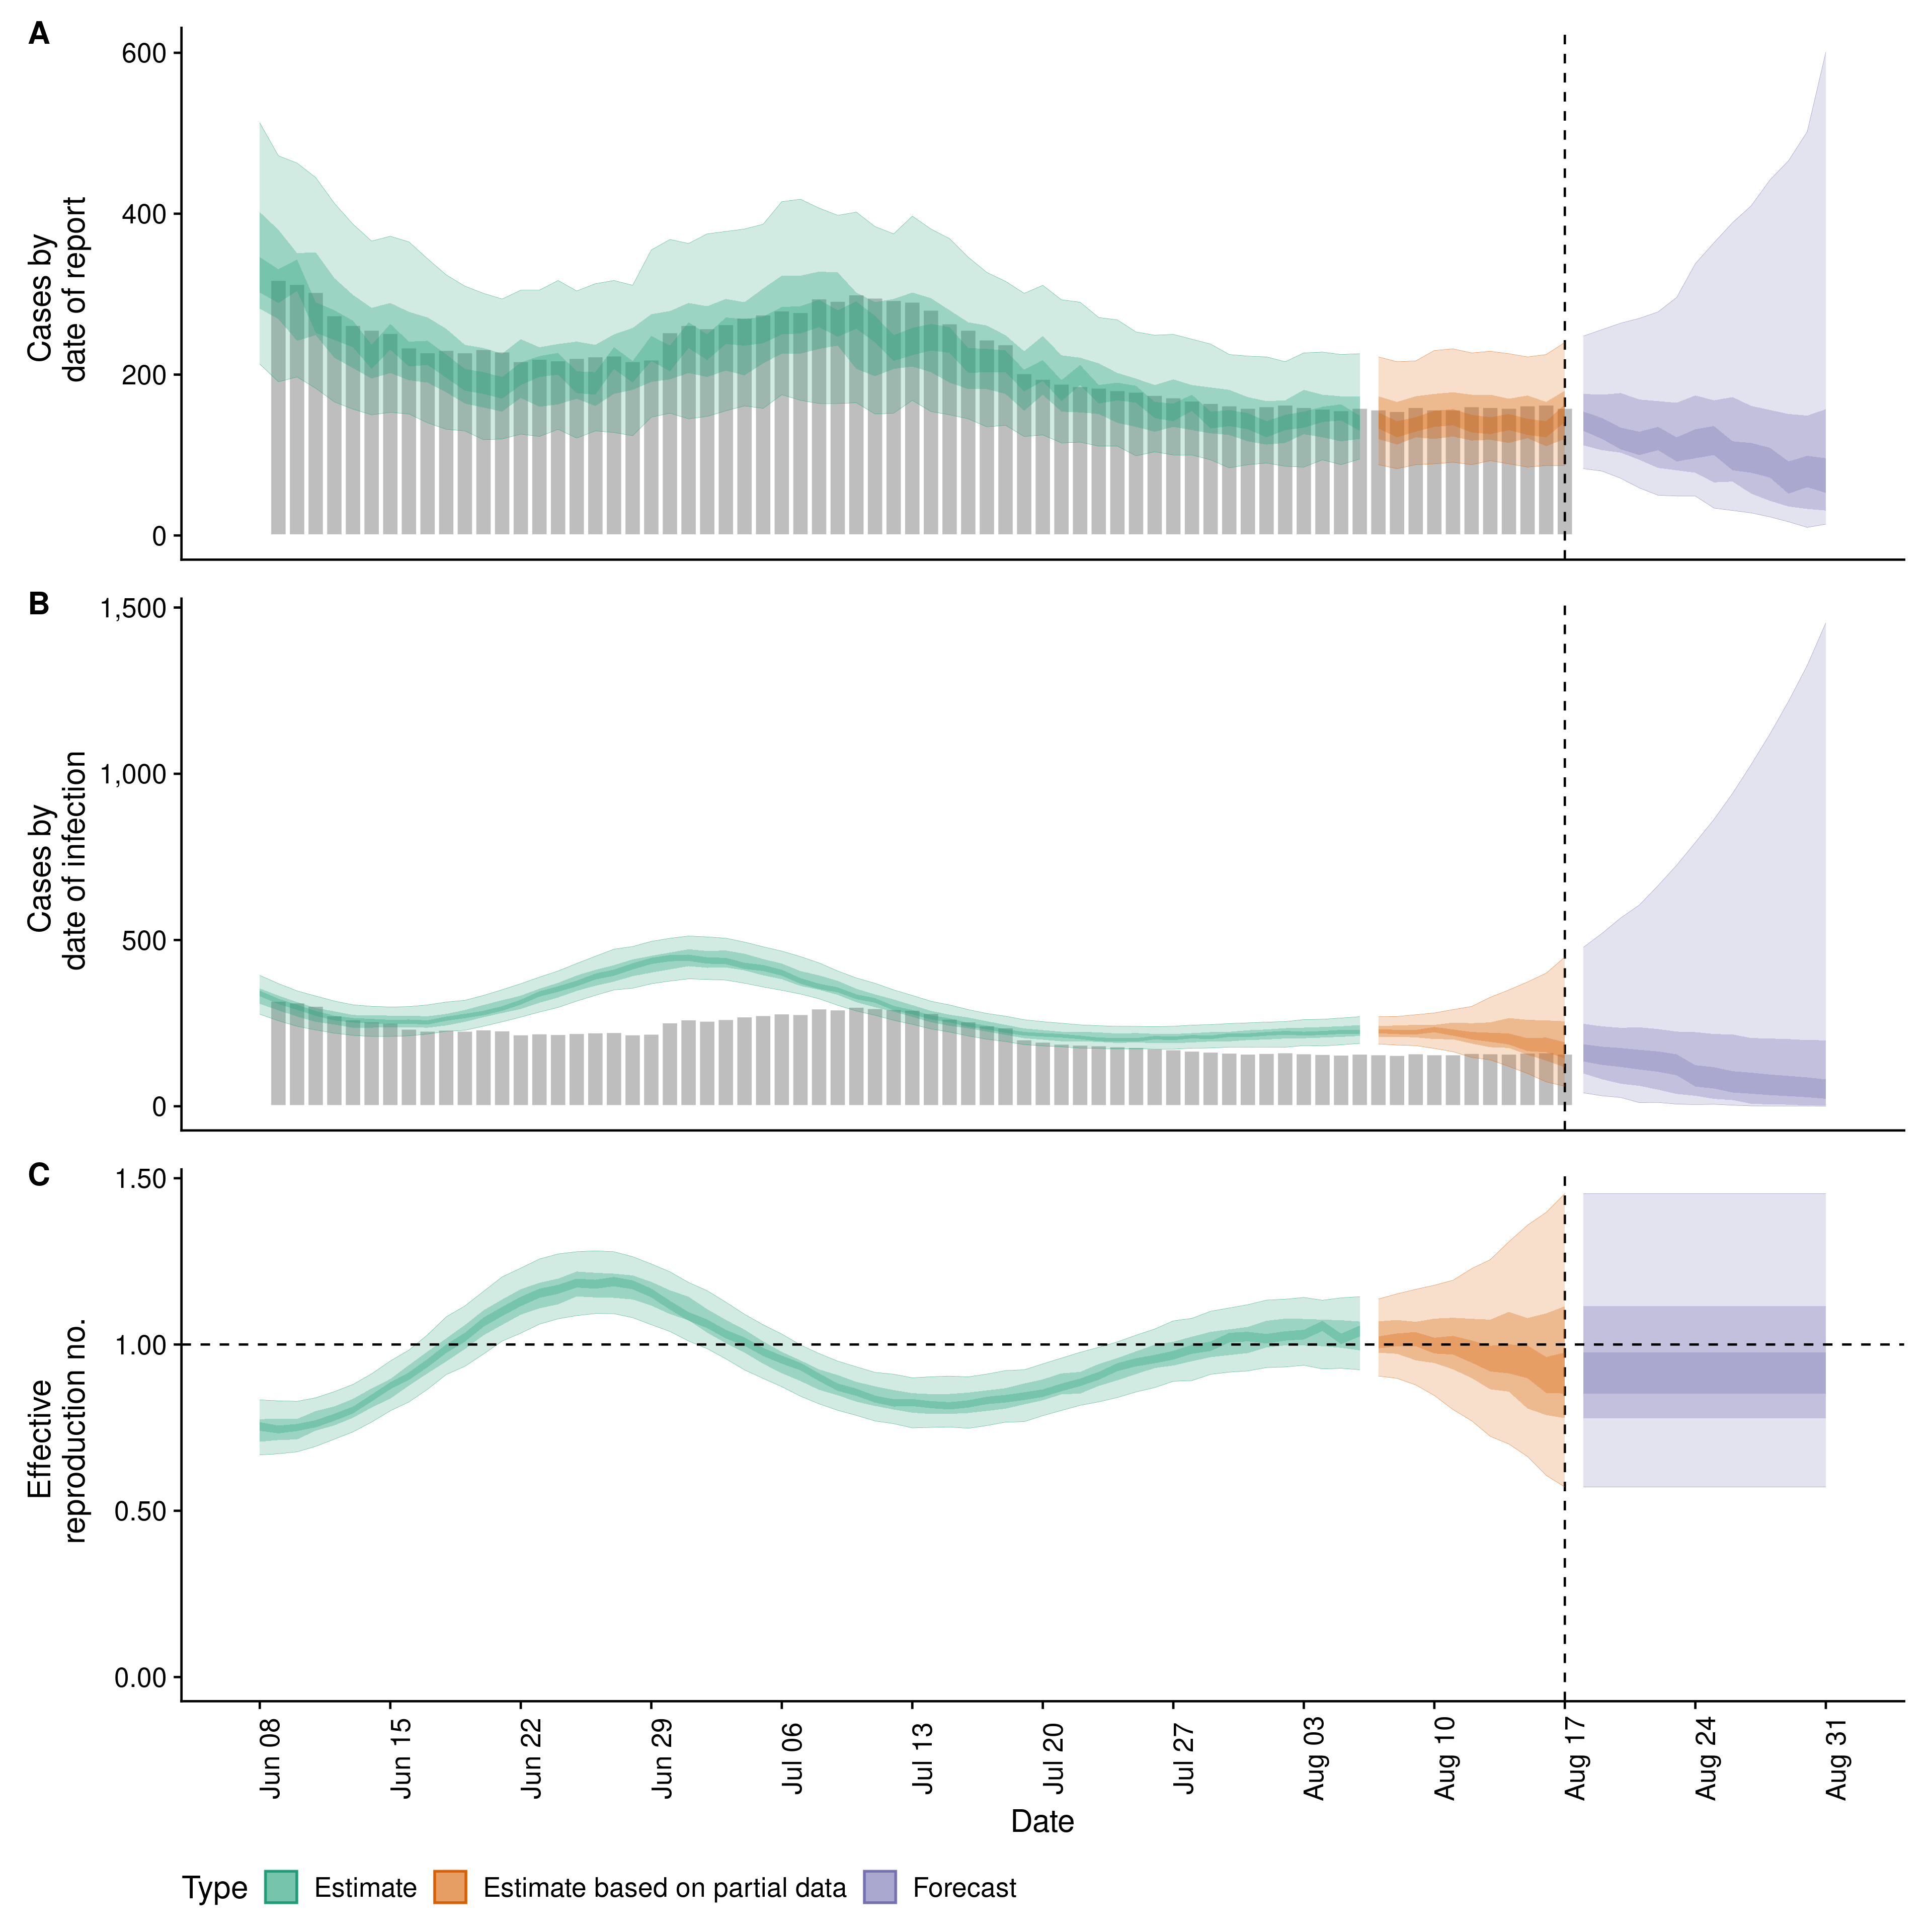 A
Cases by
date of report
600
400
200
0
B
Cases by
date of infection
1,500
1,000
500
0
C
Effective
reproduction no.
1.50
1.00
0.50
0.00
Jun 08
Jun 15
Jun 22
Jun 29
Jul 06
Jul 13
Jul 20
Jul 27
Aug 03
Aug 10
Aug 17
Aug 24
Aug 31
Date
Type Estimate Estimate based on partial data Forecast